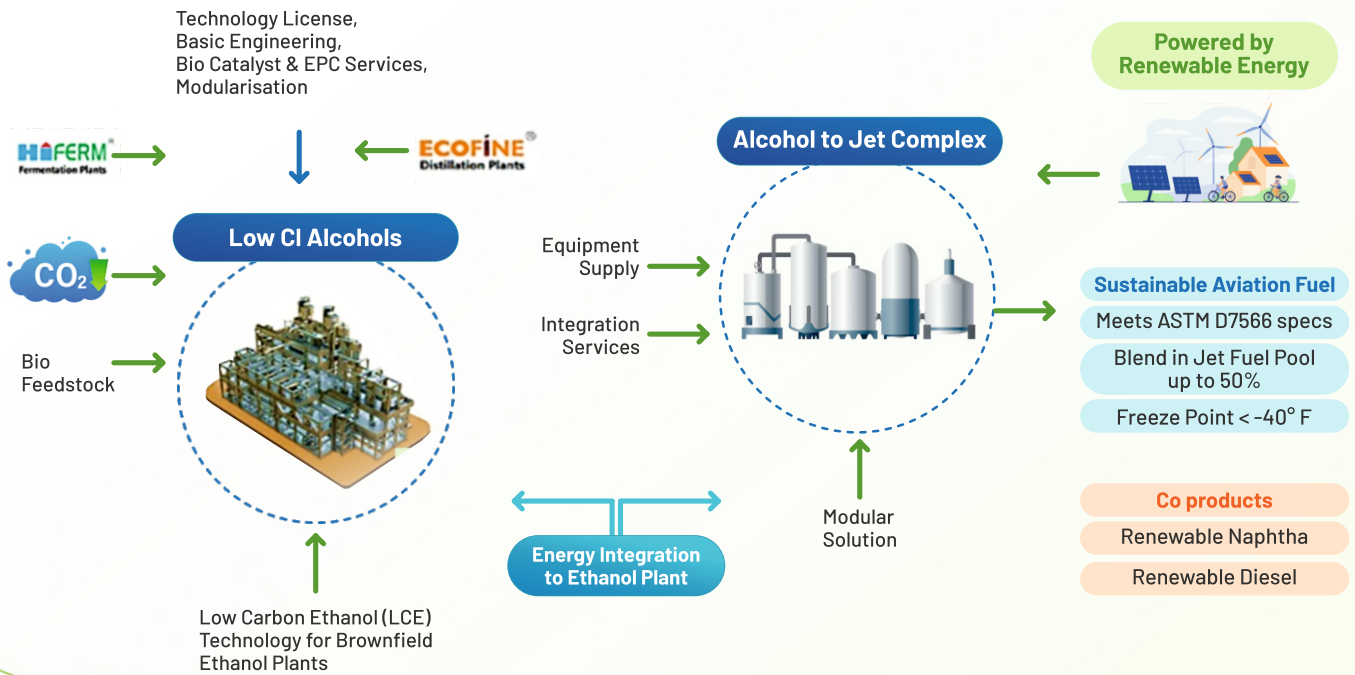 Technology License,
Basic Engineering,
Bio Catalyst & EPC Services,
Modularisation
HiFERM®
Fermentation Plants
ECOFINE®
Distillation Plants
Low CI Alcohols
CO₂
Bio
Feedstock
Low Carbon Ethanol (LCE)
Technology for Brownfield
Ethanol Plants
Energy Integration
to Ethanol Plant
Alcohol to Jet Complex
Equipment
Supply
Integration
Services
Modular
Solution
Powered by
Renewable Energy
Sustainable Aviation Fuel
Meets ASTM D7566 specs
Blend in Jet Fuel Pool
up to 50%
Freeze Point < -40° F
Co products
Renewable Naphtha
Renewable Diesel